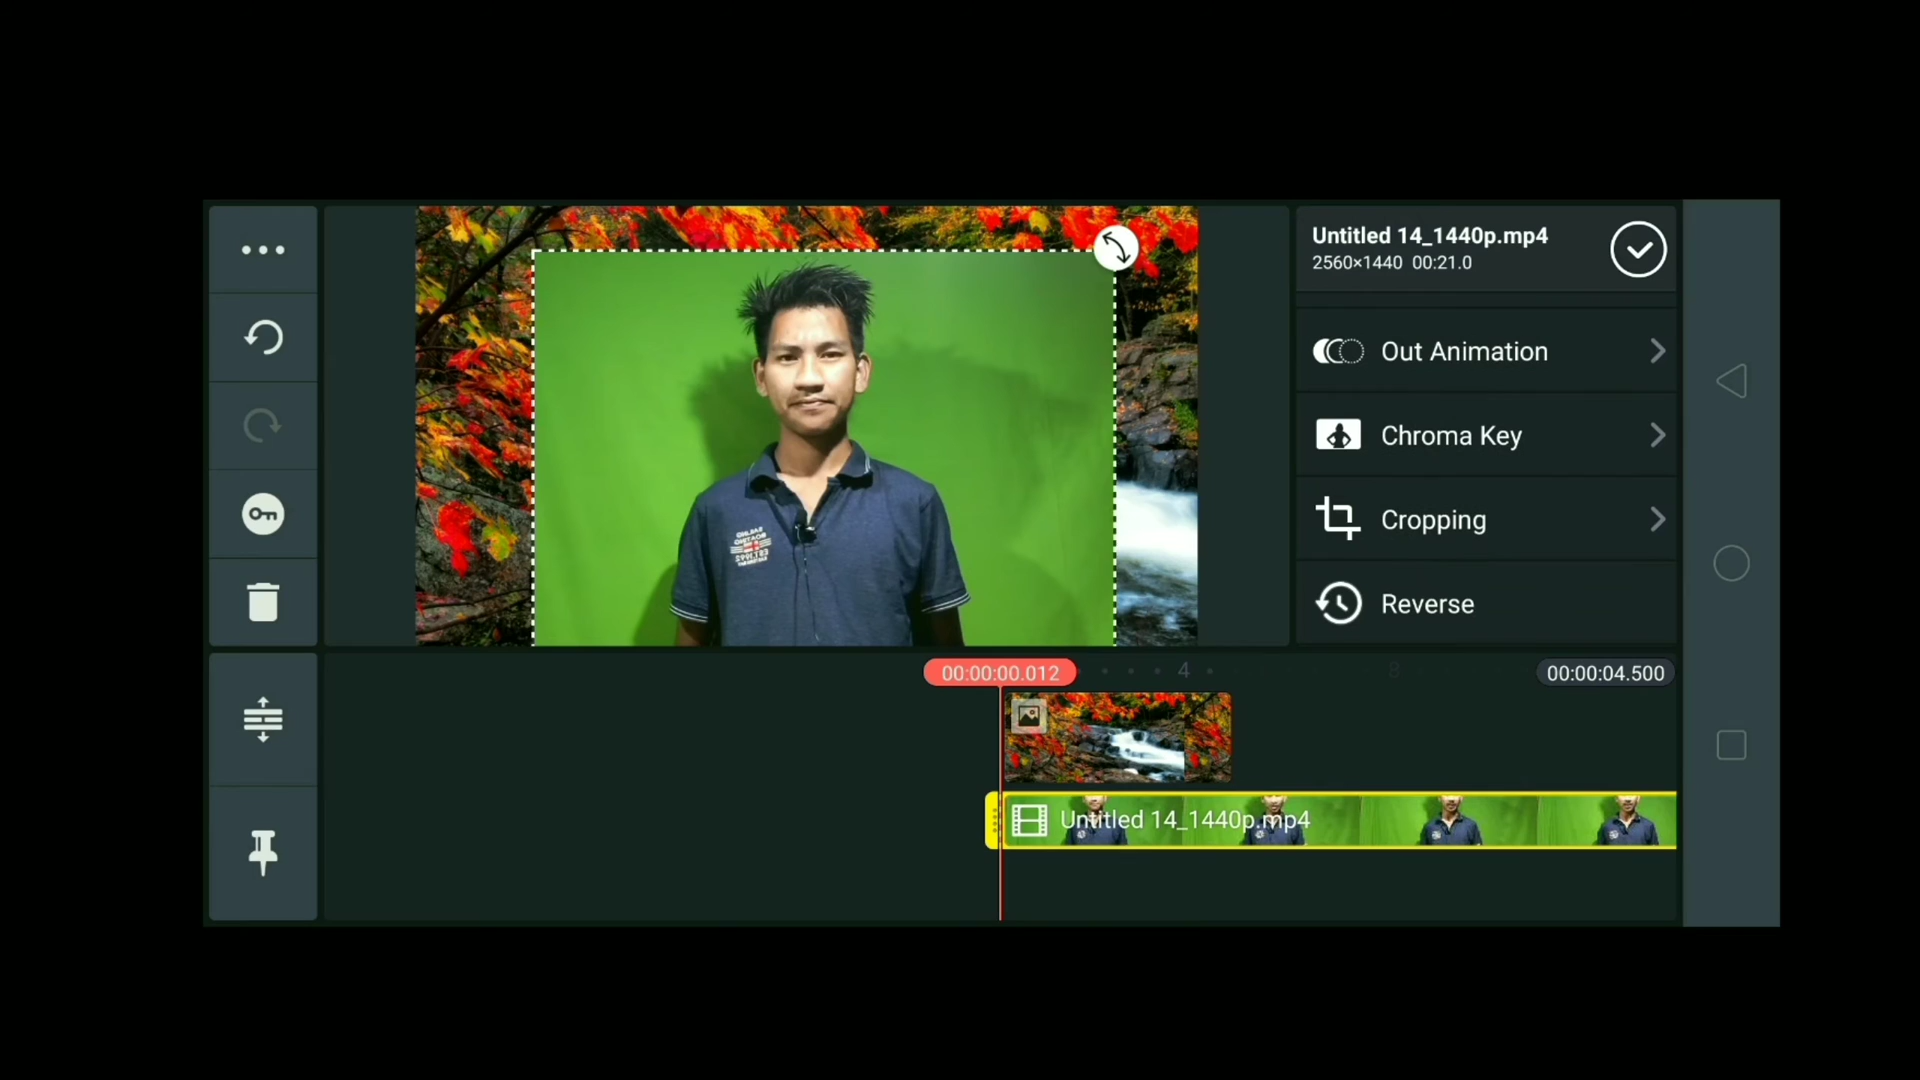 Untitled 14_1440p.mp4
2560×1440 00:21.0
Out Animation
Chroma Key
Cropping
Reverse
00:00:00.012
4
8
00:00:04.500
Untitled 14_1440p.mp4